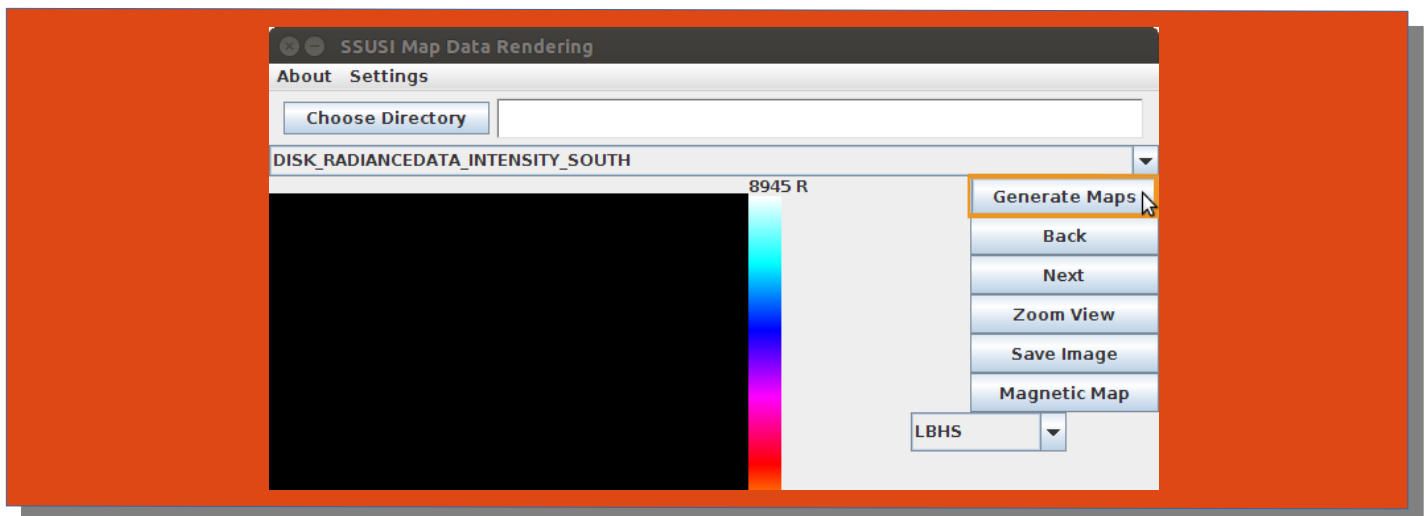 SSUSI Map Data Rendering
About Settings
Choose Directory
DISK_RADIANCEDATA_INTENSITY_SOUTH
8945 R
Generate Maps
Back
Next
Zoom View
Save Image
Magnetic Map
LBHS